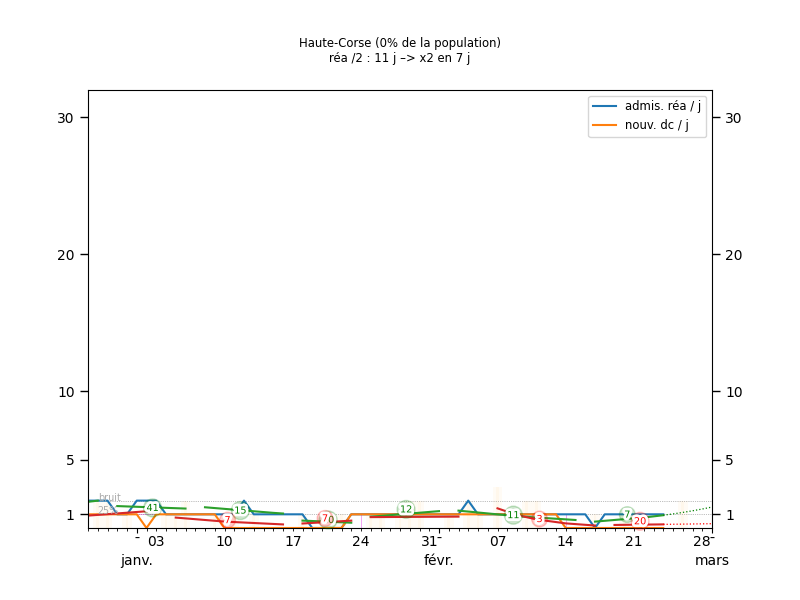 Haute-Corse (0% de la population)
réa /2 : 11 j –> x2 en 7 j
admis. réa / j
nouv. dc / j
30 30
20 20
10 10
5 5
1 1
bruit
41 7 15 7 12 11 3 7 20
03 10 17 24 31 07 14 21 28
janv. févr. mars